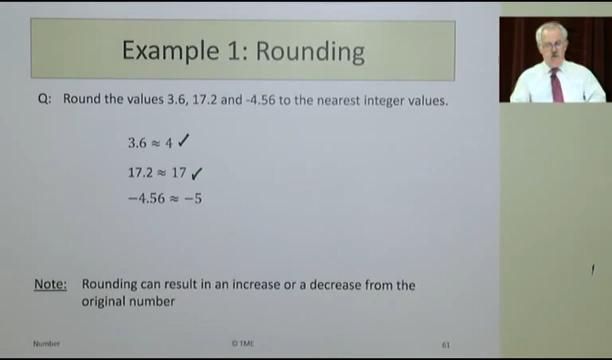 Example 1: Rounding
Q: Round the values 3.6, 17.2 and -4.56 to the nearest integer values.
3.6 ≈ 4 ✓
17.2 ≈ 17 ✓
−4.56 ≈ −5
Note: Rounding can result in an increase or a decrease from the
original number
Number © TME 61